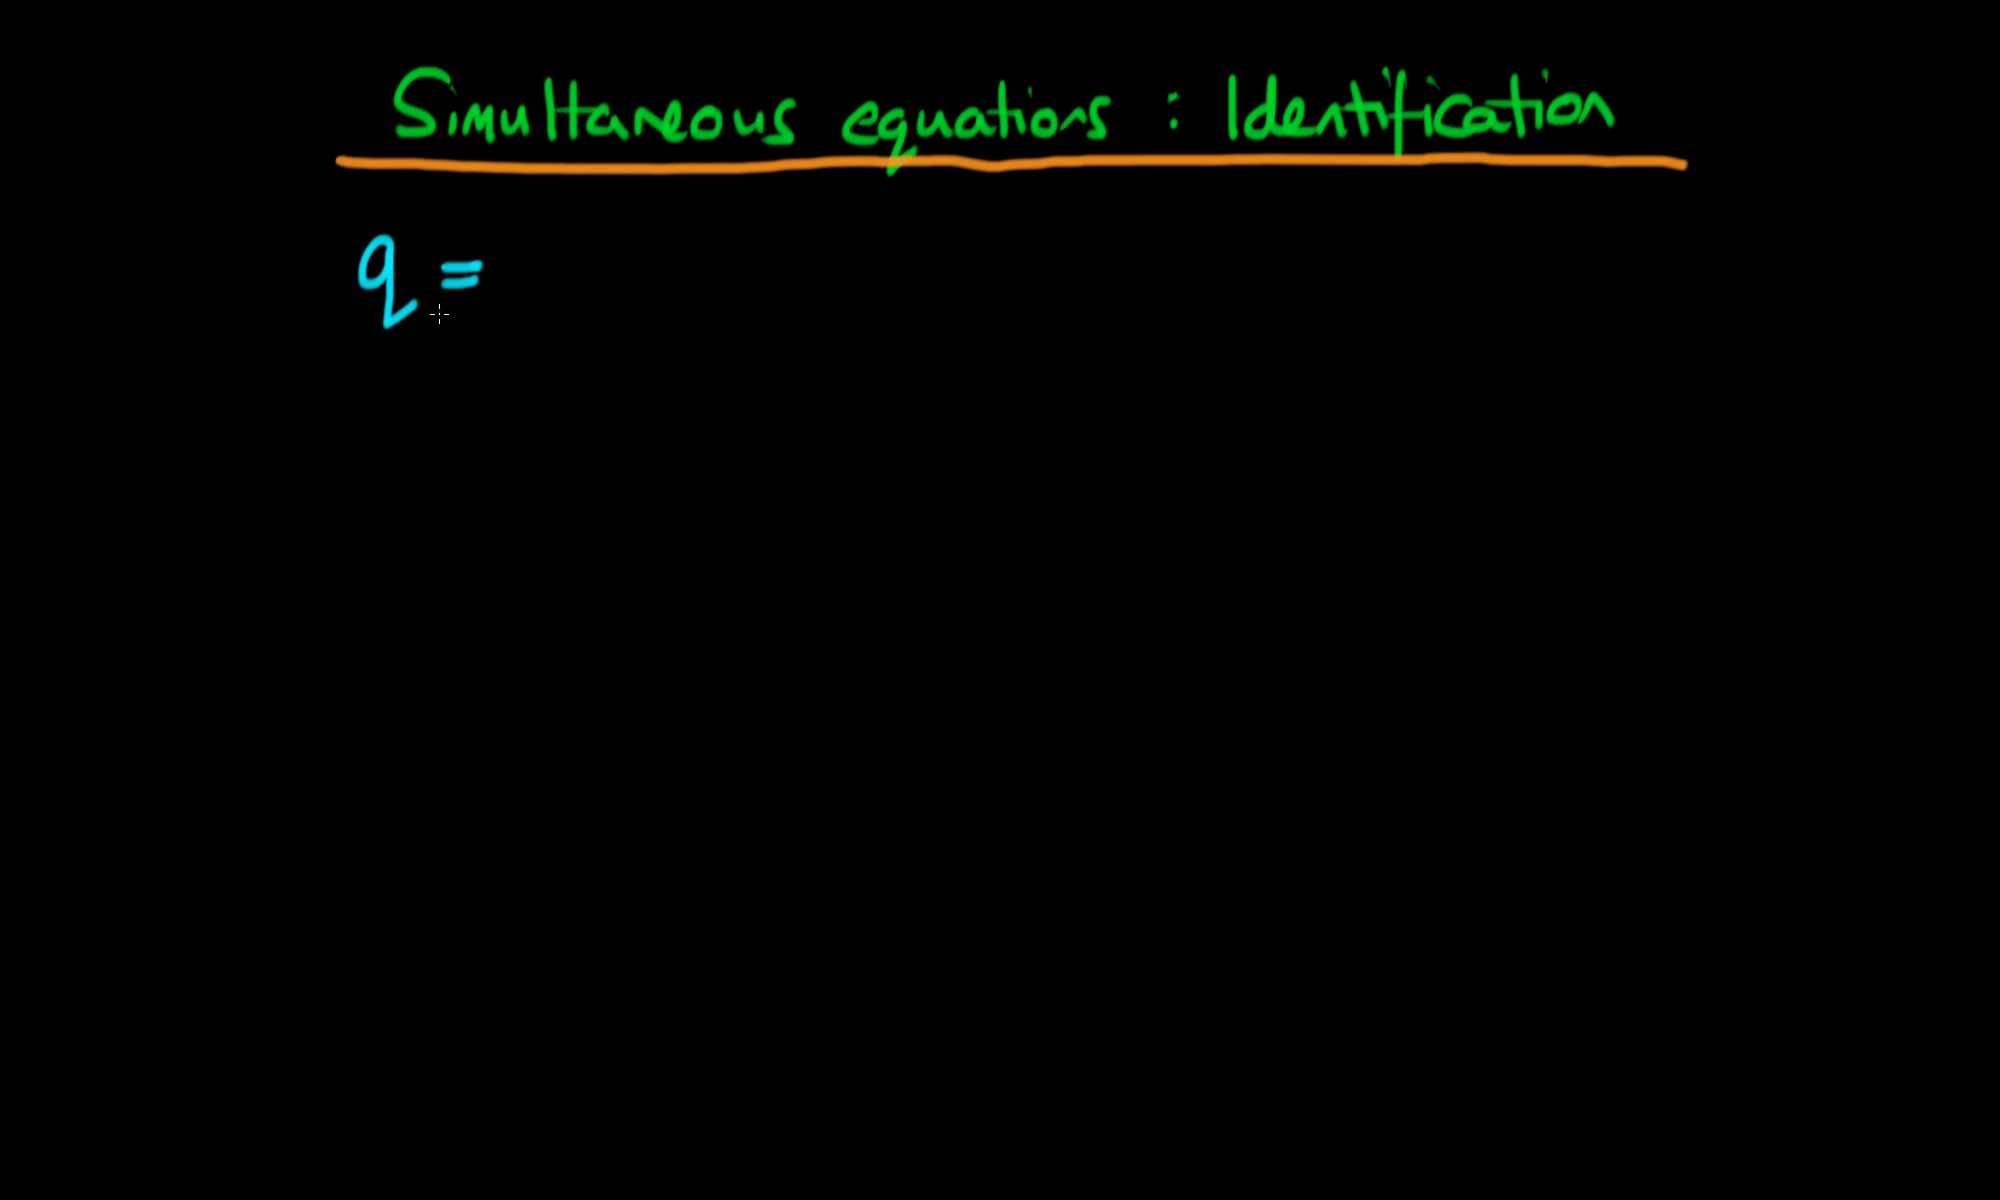 Simultaneous equations : Identification
q =